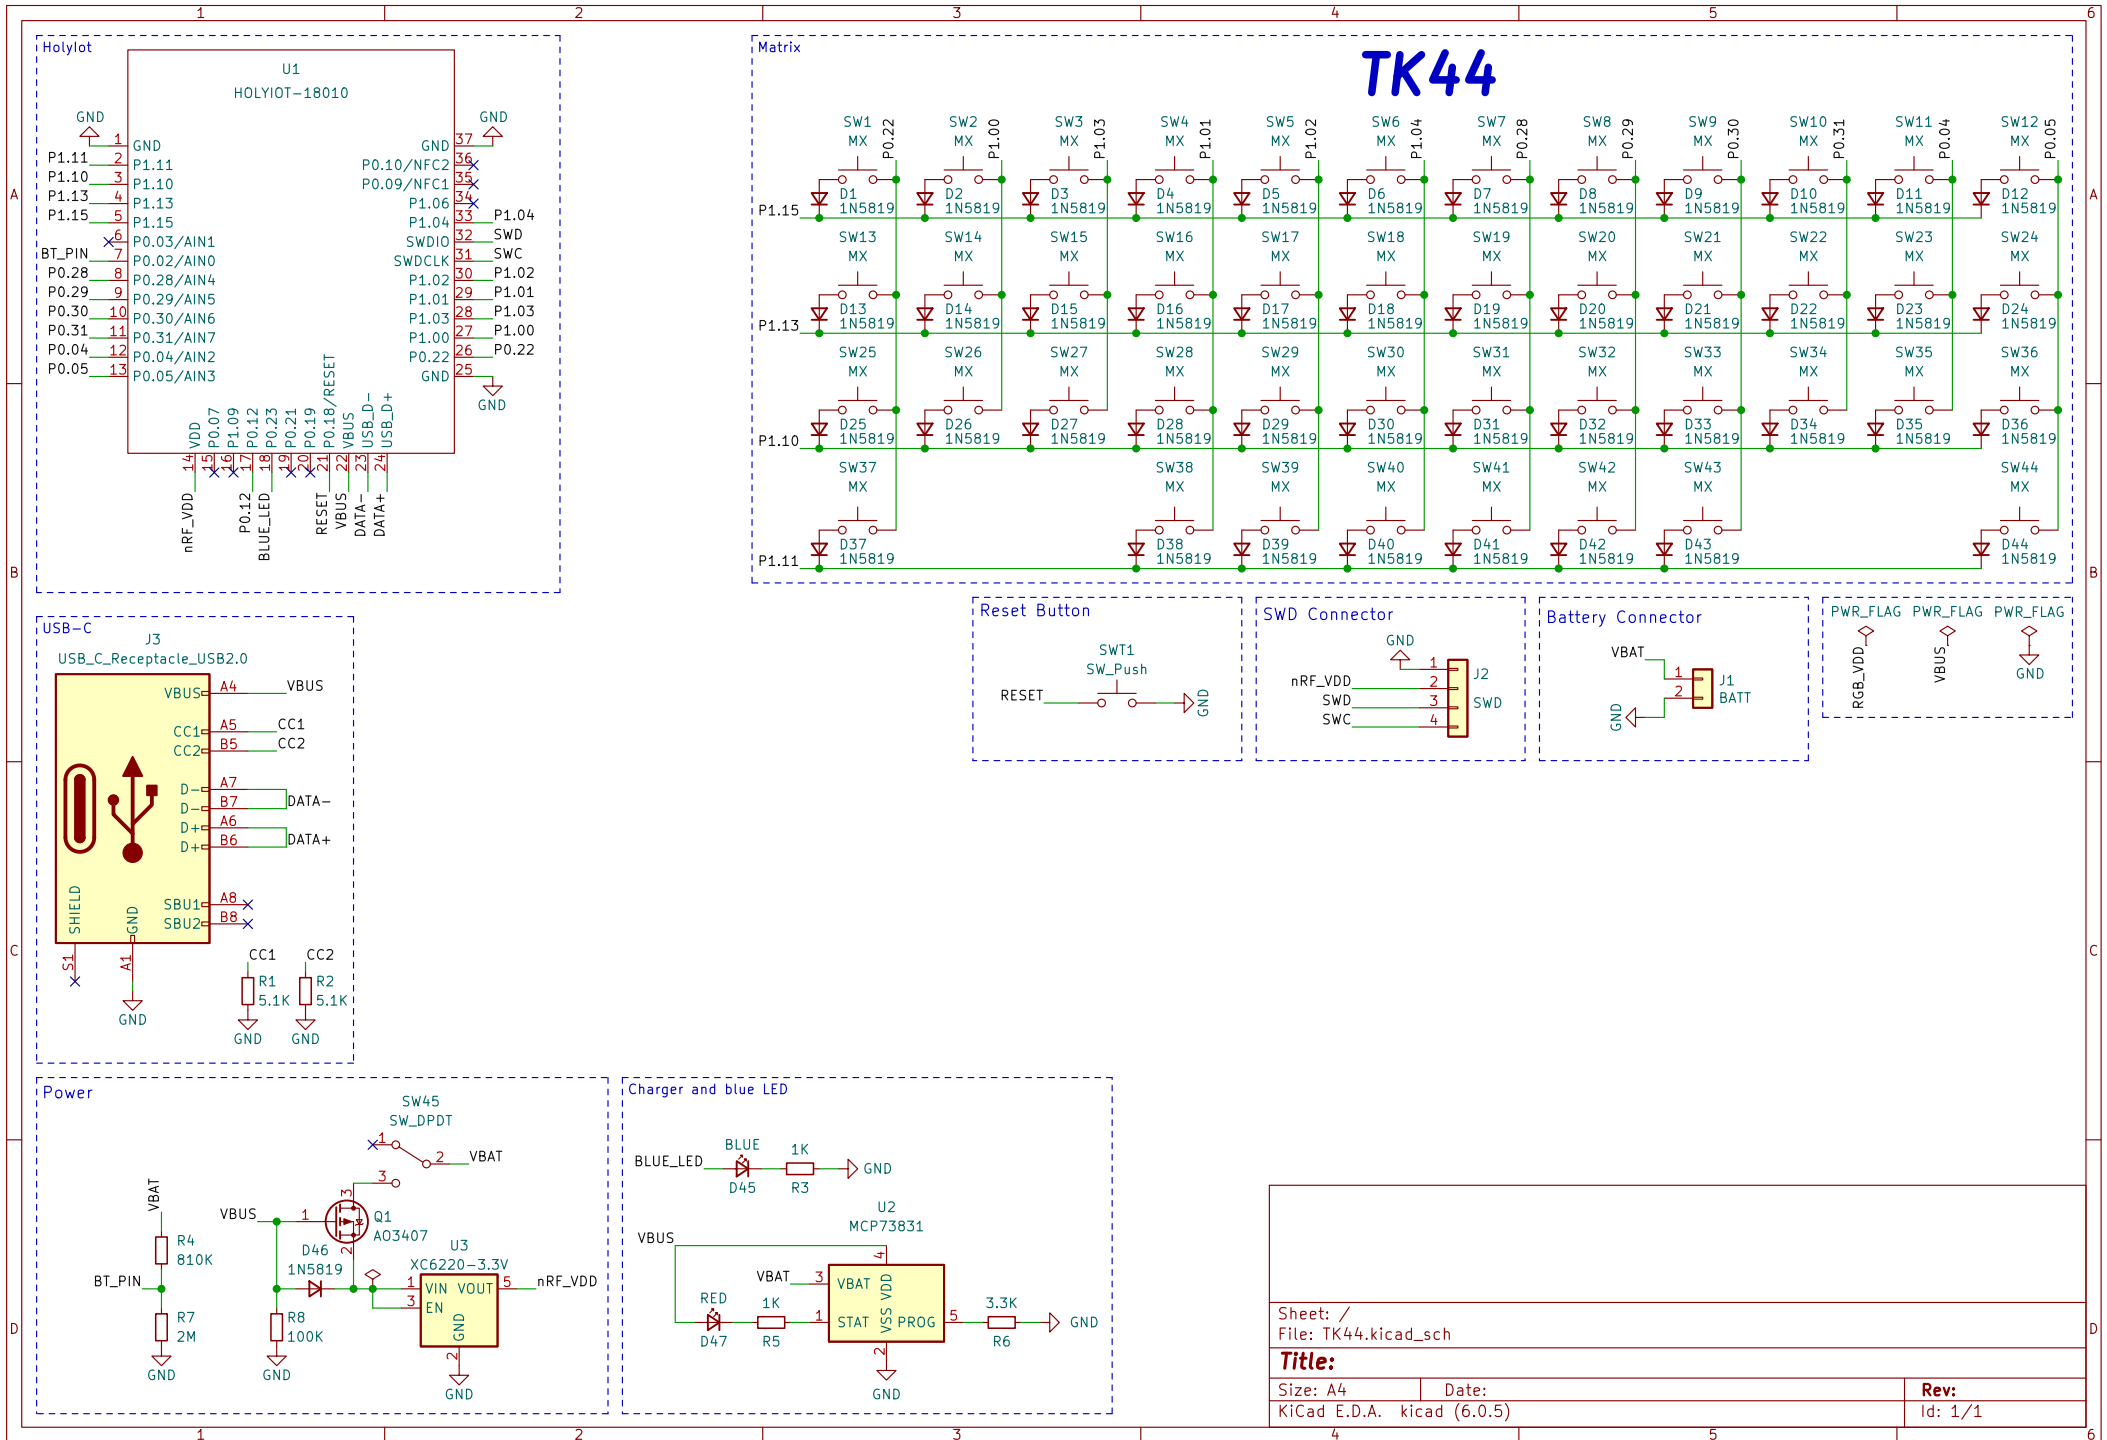 1 2 3 4 5 6
HolyIot
U1
HOLYIOT-18010
GND GND
1 GND GND 37
P1.11 2 P1.11 P0.10/NFC2 36
P1.10 3 P1.10 P0.09/NFC1 35
P1.13 4 P1.13 P1.06 34
P1.15 5 P1.15 P1.04 33 P1.04
6 P0.03/AIN1 SWDIO 32 SWD
BT_PIN 7 P0.02/AIN0 SWDCLK 31 SWC
P0.28 8 P0.28/AIN4 P1.02 30 P1.02
P0.29 9 P0.29/AIN5 P1.01 29 P1.01
P0.30 10 P0.30/AIN6 P1.03 28 P1.03
P0.31 11 P0.31/AIN7 P1.00 27 P1.00
P0.04 12 P0.04/AIN2 P0.22 26 P0.22
P0.05 13 P0.05/AIN3 GND 25
GND
VDD P0.07 P1.09 P0.12 P0.23 P0.21 P0.19 P0.18/RESET VBUS USB_D- USB_D+
14 15 16 17 18 19 20 21 22 23 24
nRF_VDD P0.12 BLUE_LED RESET VBUS DATA- DATA+
Matrix
TK44
SW1 SW2 SW3 SW4 SW5 SW6 SW7 SW8 SW9 SW10 SW11 SW12
MX MX MX MX MX MX MX MX MX MX MX MX
P0.22 P1.00 P1.03 P1.01 P1.02 P1.04 P0.28 P0.29 P0.30 P0.31 P0.04 P0.05
D1 D2 D3 D4 D5 D6 D7 D8 D9 D10 D11 D12
P1.15 1N5819 1N5819 1N5819 1N5819 1N5819 1N5819 1N5819 1N5819 1N5819 1N5819 1N5819 1N5819
SW13 SW14 SW15 SW16 SW17 SW18 SW19 SW20 SW21 SW22 SW23 SW24
MX MX MX MX MX MX MX MX MX MX MX MX
D13 D14 D15 D16 D17 D18 D19 D20 D21 D22 D23 D24
P1.13 1N5819 1N5819 1N5819 1N5819 1N5819 1N5819 1N5819 1N5819 1N5819 1N5819 1N5819 1N5819
SW25 SW26 SW27 SW28 SW29 SW30 SW31 SW32 SW33 SW34 SW35 SW36
MX MX MX MX MX MX MX MX MX MX MX MX
D25 D26 D27 D28 D29 D30 D31 D32 D33 D34 D35 D36
P1.10 1N5819 1N5819 1N5819 1N5819 1N5819 1N5819 1N5819 1N5819 1N5819 1N5819 1N5819 1N5819
SW37 SW38 SW39 SW40 SW41 SW42 SW43 SW44
MX MX MX MX MX MX MX MX
D37 D38 D39 D40 D41 D42 D43 D44
P1.11 1N5819 1N5819 1N5819 1N5819 1N5819 1N5819 1N5819 1N5819
Reset Button
SWT1
SW_Push
RESET GND
SWD Connector
GND
1
nRF_VDD 2
SWD 3
SWC 4
J2
SWD
Battery Connector
VBAT
1
2
J1
BATT
GND
PWR_FLAG PWR_FLAG PWR_FLAG
RGB_VDD VBUS GND
USB-C
J3
USB_C_Receptacle_USB2.0
VBUS A4 VBUS
CC1 A5 CC1
CC2 B5 CC2
D- A7
D- B7 DATA-
D+ A6
D+ B6 DATA+
SBU1 A8
SBU2 B8
SHIELD GND
S1 A1
GND
CC1 CC2
R1 R2
5.1K 5.1K
GND GND
Power
SW45
SW_DPDT
1
2 VBAT
3
VBAT
R4
810K
BT_PIN
R7
2M
GND
VBUS 1 3 2
Q1
AO3407
D46
1N5819
R8
100K
GND
U3
XC6220-3.3V
1 VIN VOUT 5 nRF_VDD
3 EN
GND
2
GND
Charger and blue LED
BLUE_LED BLUE 1K GND
D45 R3
U2
MCP73831
VBUS 4
VBAT 3 VBAT VDD
RED 1K
1 STAT VSS PROG 5
3.3K GND
D47 R5 R6
2
GND
Sheet: /
File: TK44.kicad_sch
Title:
Size: A4 Date: Rev:
KiCad E.D.A. kicad (6.0.5) Id: 1/1
A A
B B
C C
D D
1 2 3 4 5 6